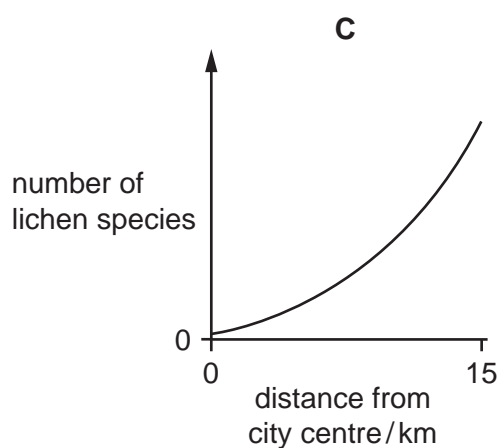 C
number of
lichen species
0
0
15
distance from
city centre/km